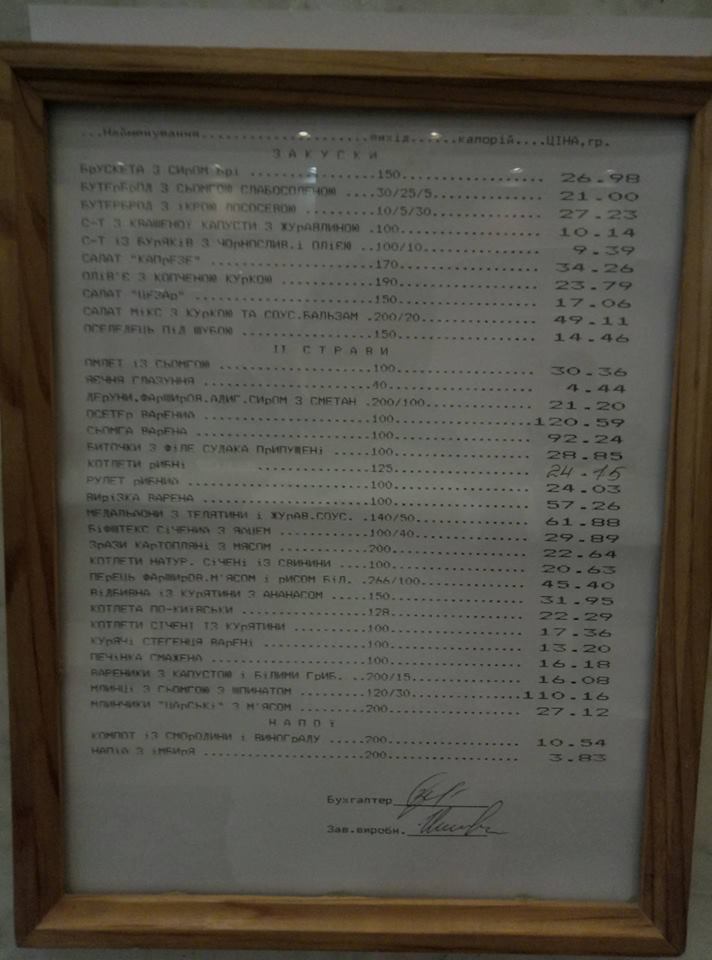 ...Найменування....................вихід......калорій....ЦІНА,гр.
ЗАКУСКИ
БРУСКЕТА З СИРОМ БРІ ....................150.................... 26.98
БУТЕРБРОД З СЬОМГОЮ СЛАБОСОЛЕНОЮ ...30/25/5.............. 21.00
БУТЕРБРОД З ІКРОЮ ЛОСОСЕВОЮ ..........10/5/30.............. 27.23
С-Т З КВАШЕНОЇ КАПУСТИ З ЖУРАВЛИНОЮ .100.................. 10.14
С-Т ІЗ БУРЯКІВ З ЧОРНОСЛИВ.І ОЛІЄЮ ..100/10............... 9.39
САЛАТ "КАПРЕЗЕ" .......................170.................. 34.26
ОЛІВ'Є З КОПЧЕНОЮ КУРКОЮ .............190.................. 23.79
САЛАТ "ЦЕЗАР" .........................150.................. 17.06
САЛАТ МІКС З КУРКОЮ ТА СОУС.БАЛЬЗАМ .200/20............... 49.11
ОСЕЛЕДЕЦЬ ПІД ШУБОЮ ..................150.................. 14.46
ІІ СТРАВИ
ОМЛЕТ ІЗ СЬОМГОЮ .....................100.................. 30.36
ЯЄЧНЯ ГЛАЗУННЯ .......................40................... 4.44
ДЕРУНИ.ФАРШИРОВ.АДИГ.СИРОМ З СМЕТАН .200/100.............. 21.20
ОСЕТЕР ВАРЕНИЙ .......................100..................120.59
СЬОМГА ВАРЕНА ........................100.................. 92.24
БИТОЧКИ З ФІЛЕ СУДАКА ПРИПУЩЕНІ .....100.................. 28.85
КОТЛЕТИ РИБНІ 125.................. 24.15
РУЛЕТ РИБНИЙ .........................100.................. 24.03
ВИРІЗКА ВАРЕНА .......................100.................. 57.26
МЕДАЛЬЙОНИ З ТЕЛЯТИНИ І ЖУРАВ.СОУС. .140/50............... 61.88
БІФШТЕКС СІЧЕНИЙ З ЯЙЦЕМ .............100/40............... 29.89
ЗРАЗИ КАРТОПЛЯНІ З МЯСОМ .............200.................. 22.64
КОТЛЕТИ НАТУР. СІЧЕНІ ІЗ СВИНИНИ ....100.................. 20.63
ПЕРЕЦЬ ФАРШИРОВ.М'ЯСОМ І РИСОМ БІЛ. .266/100.............. 45.40
ВІДБИВНА ІЗ КУРЯТИНИ З АНАНАСОМ .....150.................. 31.95
КОТЛЕТА ПО-КИЇВСЬКИ ..................128.................. 22.29
КОТЛЕТИ СІЧЕНІ ІЗ КУРЯТИНИ ..........100.................. 17.36
КУРЯЧІ СТЕГЕНЦЯ ВАРЕНІ ...............100.................. 13.20
ПЕЧІНКА СМАЖЕНА ......................100.................. 16.18
ВАРЕНИКИ З КАПУСТОЮ І БІЛИМИ ГРИБ. ..200/15............... 16.08
МЛИНЦІ З СЬОМГОЮ З ШПИНАТОМ .........120/30...............110.16
МЛИНЧИКИ "ЦАРСЬКІ" З М'ЯСОМ .........200.................. 27.12
НАПОЇ
КОМПОТ ІЗ СМОРОДИНИ І ВИНОГРАДУ .....200.................. 10.54
НАПІЙ З ІМБИРЯ .......................200.................. 3.83
Бухгалтер
Зав.виробн.